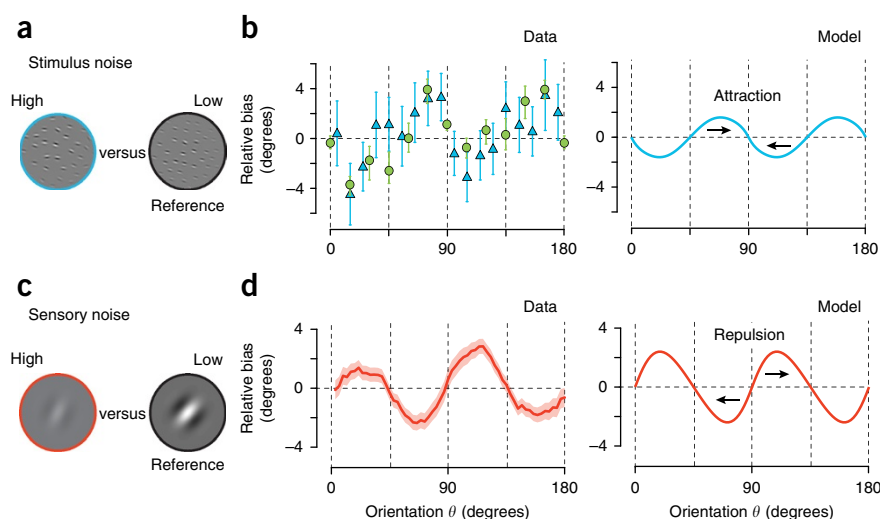 a
Stimulus noise
High
Low
versus
Reference
b
Data
Relative bias
(degrees)
4
0
−4
0
90
180
Model
Attraction
4
0
−4
0
90
180
c
Sensory noise
High
Low
versus
Reference
d
Data
Relative bias
(degrees)
4
0
−4
0
90
180
Orientation θ (degrees)
Model
Repulsion
4
0
−4
0
90
180
Orientation θ (degrees)